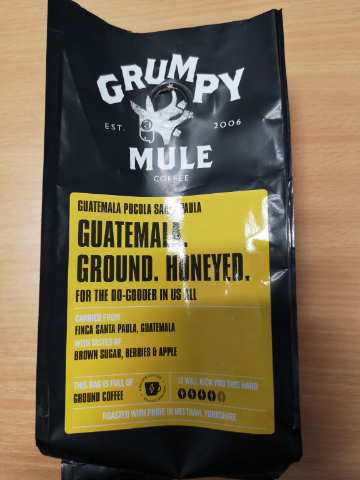 GRUMPY
EST. 2006
MULE
COFFEE
GUATEMALA POCOLA SANTA PAULA
GUATEMALA.
GROUND. HONEYED.
FOR THE DO-GOODER IN US ALL
CARRIED FROM
FINCA SANTA PAULA, GUATEMALA
WITH TASTES OF
BROWN SUGAR, BERRIES & APPLE
THIS BAG IS FULL OF
GROUND COFFEE
IT WILL KICK YOU THIS HARD
ROASTED WITH PRIDE IN MELTHAM, YORKSHIRE